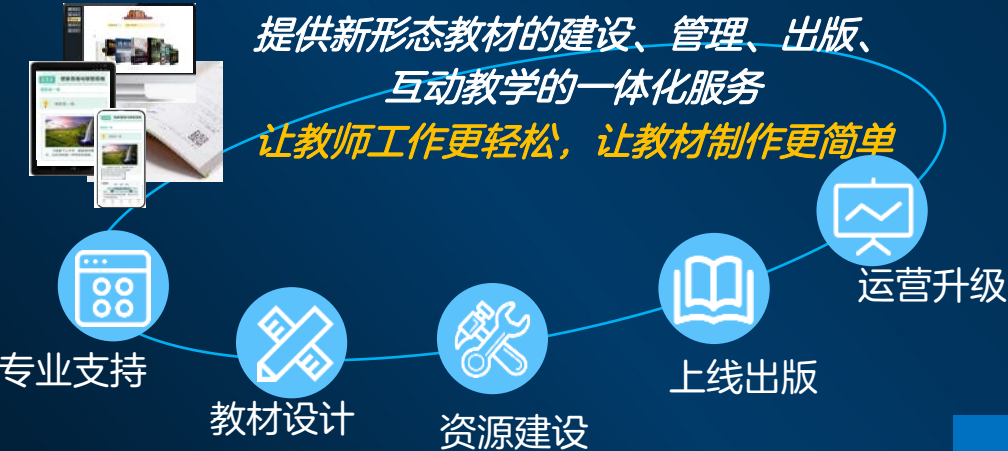 提供新形态教材的建设、管理、出版、
互动教学的一体化服务
让教师工作更轻松，让教材制作更简单
专业支持
教材设计
资源建设
上线出版
运营升级